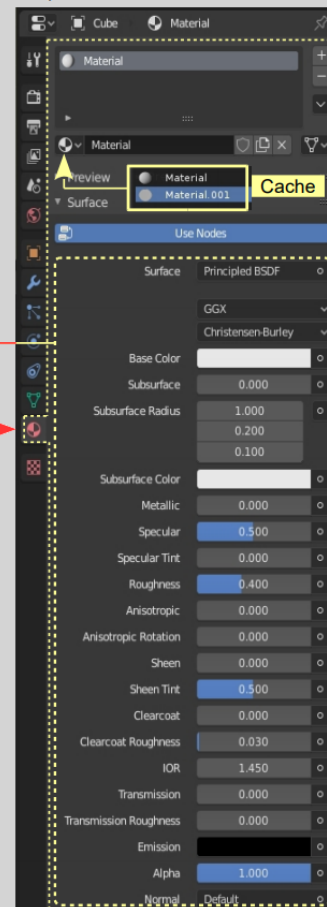 Cube Material
Material
Material
Preview
Material
Material.001
Cache
Surface
Use Nodes
Surface Principled BSDF
GGX
Christensen-Burley
Base Color
Subsurface 0.000
Subsurface Radius 1.000
0.200
0.100
Subsurface Color
Metallic 0.000
Specular 0.500
Specular Tint 0.000
Roughness 0.400
Anisotropic 0.000
Anisotropic Rotation 0.000
Sheen 0.000
Sheen Tint 0.500
Clearcoat 0.000
Clearcoat Roughness 0.030
IOR 1.450
Transmission 0.000
Transmission Roughness 0.000
Emission
Alpha 1.000
Normal Default